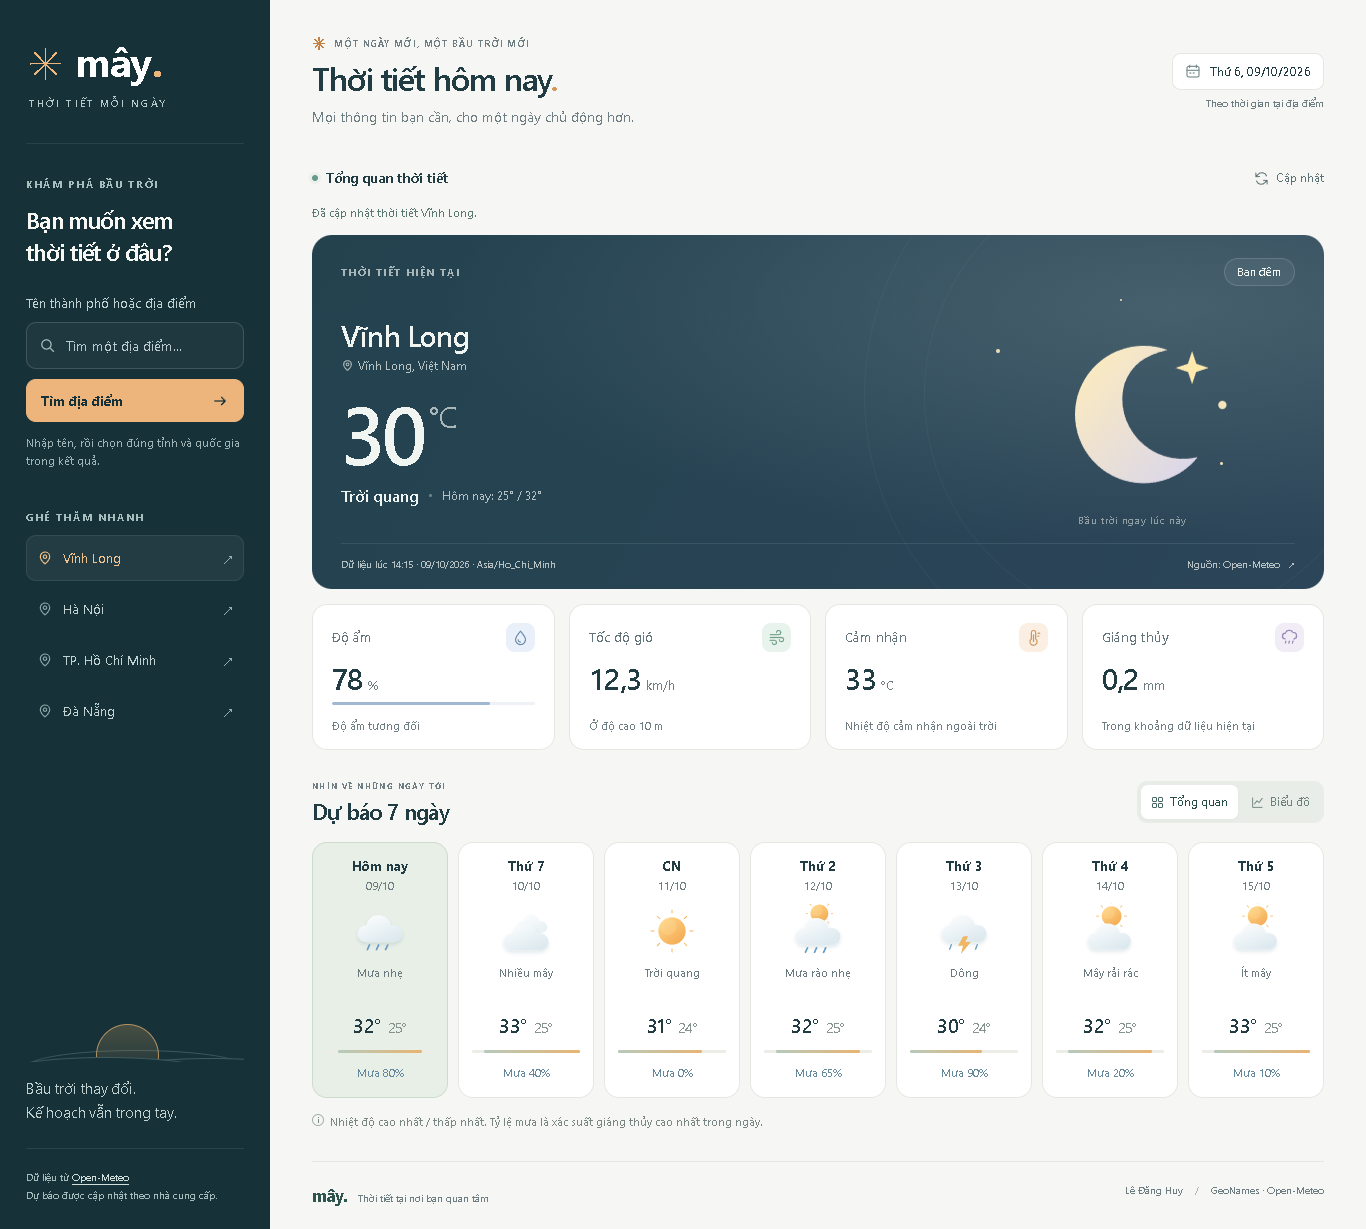 mây.
THỜI TIẾT MỖI NGÀY
KHÁM PHÁ BẦU TRỜI
Bạn muốn xem
thời tiết ở đâu?
Tên thành phố hoặc địa điểm
Tìm một địa điểm...
Tìm địa điểm →
Nhập tên, rồi chọn đúng tỉnh và quốc gia
trong kết quả.
GHÉ THĂM NHANH
Vĩnh Long ↗
Hà Nội ↗
TP. Hồ Chí Minh ↗
Đà Nẵng ↗
Bầu trời thay đổi.
Kế hoạch vẫn trong tay.
Dữ liệu từ Open-Meteo
Dự báo được cập nhật theo nhà cung cấp.
MỘT NGÀY MỚI, MỘT BẦU TRỜI MỚI
Thời tiết hôm nay.
Mọi thông tin bạn cần, cho một ngày chủ động hơn.
Thứ 6, 09/10/2026
Theo thời gian tại địa điểm
Tổng quan thời tiết
Cập nhật
Đã cập nhật thời tiết Vĩnh Long.
THỜI TIẾT HIỆN TẠI
Ban đêm
Vĩnh Long
Vĩnh Long, Việt Nam
30°C
Trời quang • Hôm nay: 25° / 32°
Bầu trời ngay lúc này
Dữ liệu lúc 14:15 · 09/10/2026 · Asia/Ho_Chi_Minh
Nguồn: Open-Meteo ↗
Độ ẩm
78 %
Độ ẩm tương đối
Tốc độ gió
12,3 km/h
Ở độ cao 10 m
Cảm nhận
33 °C
Nhiệt độ cảm nhận ngoài trời
Giáng thủy
0,2 mm
Trong khoảng dữ liệu hiện tại
NHÌN VỀ NHỮNG NGÀY TỚI
Dự báo 7 ngày
Tổng quan
Biểu đồ
Hôm nay
09/10
Mưa nhẹ
32° 25°
Mưa 80%
Thứ 7
10/10
Nhiều mây
33° 25°
Mưa 40%
CN
11/10
Trời quang
31° 24°
Mưa 0%
Thứ 2
12/10
Mưa rào nhẹ
32° 25°
Mưa 65%
Thứ 3
13/10
Dông
30° 24°
Mưa 90%
Thứ 4
14/10
Mây rải rác
32° 25°
Mưa 20%
Thứ 5
15/10
Ít mây
33° 25°
Mưa 10%
Nhiệt độ cao nhất / thấp nhất. Tỷ lệ mưa là xác suất giáng thủy cao nhất trong ngày.
mây. Thời tiết tại nơi bạn quan tâm
Lê Đăng Huy / GeoNames · Open-Meteo